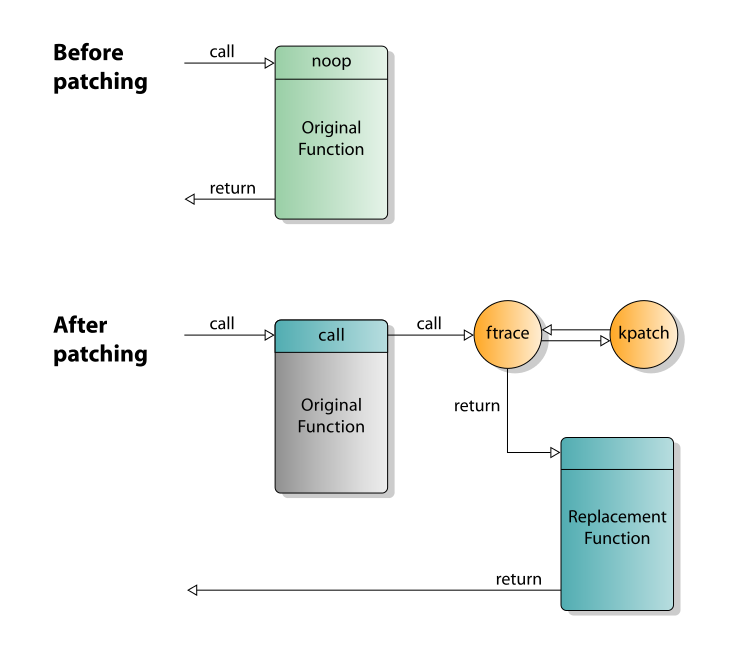 Before
patching
call
noop
Original
Function
return
After
patching
call
call
call
ftrace
kpatch
Original
Function
return
Replacement
Function
return